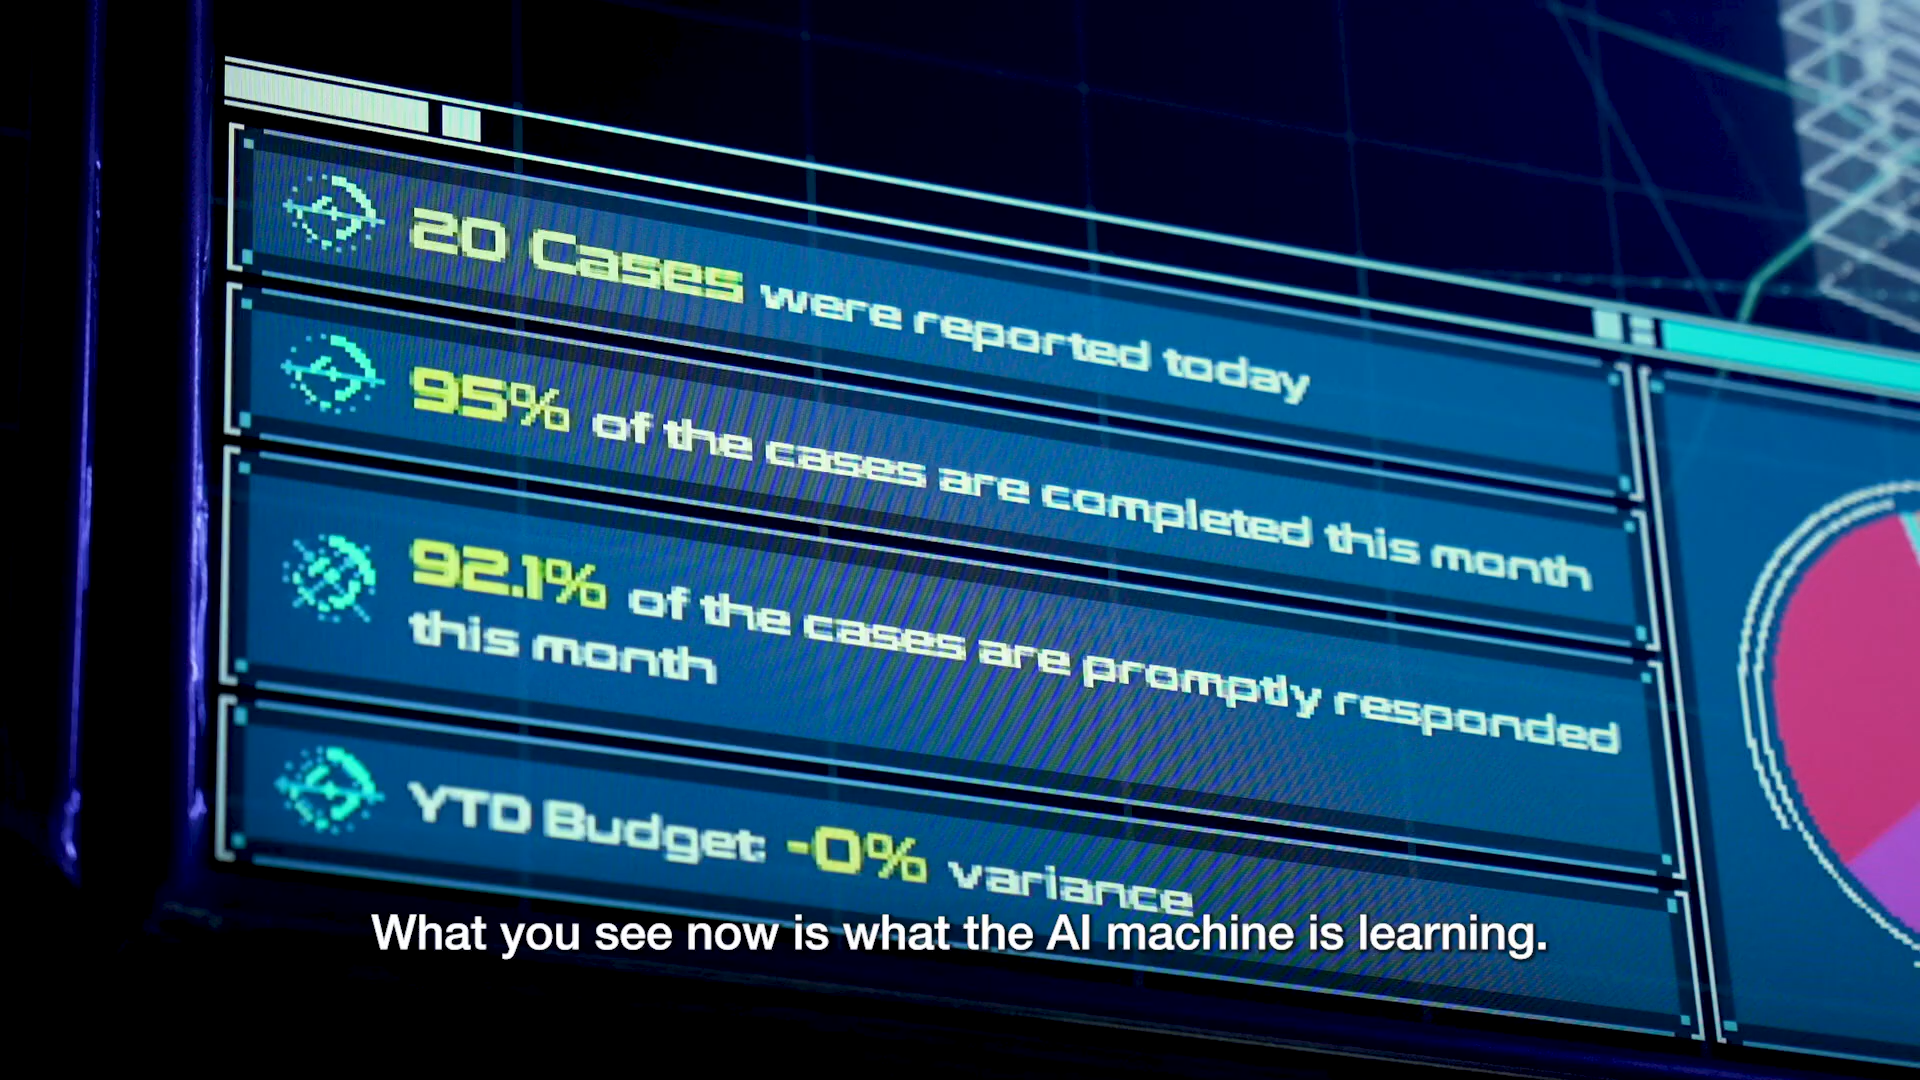 20 Cases were reported today
95% of the cases are completed this month
92.1% of the cases are promptly responded
this month
YTD Budget: -0% variance
What you see now is what the AI machine is learning.